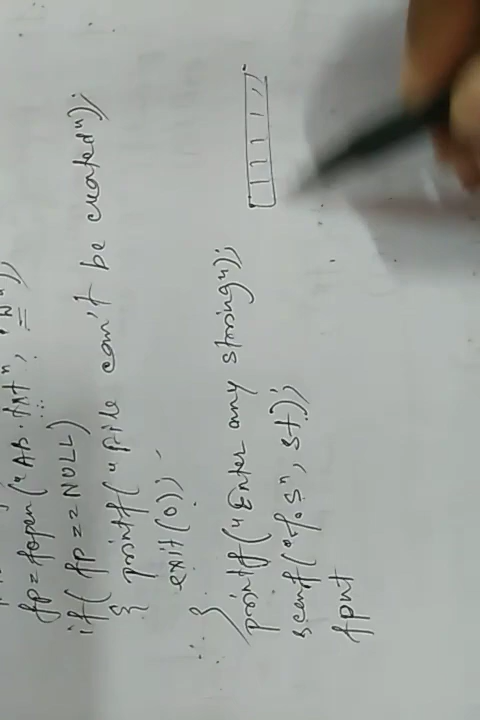 fp=fopen("AB.txt", "w");
if( fp==NULL)
{ printf("file can't be created");
exit(0);
}
printf("Enter any string");
scanf("%s", st);
fput